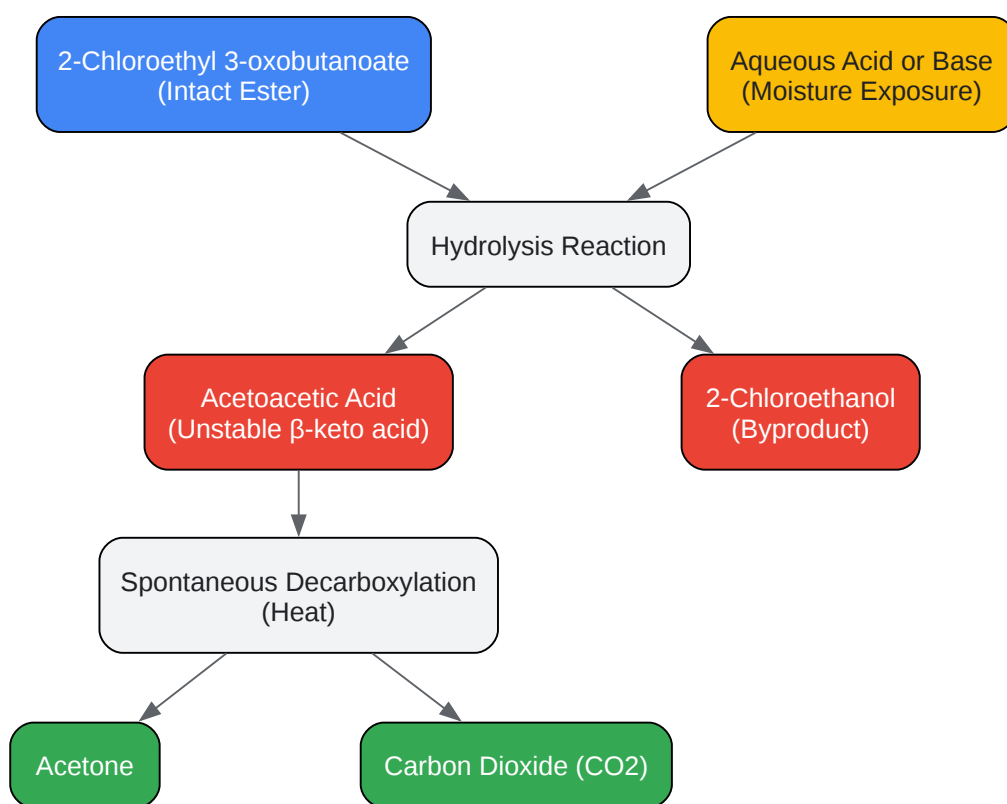 2-Chloroethyl 3-oxobutanoate
(Intact Ester)
Aqueous Acid or Base
(Moisture Exposure)
Hydrolysis Reaction
Acetoacetic Acid
(Unstable β-keto acid)
2-Chloroethanol
(Byproduct)
Spontaneous Decarboxylation
(Heat)
Acetone
Carbon Dioxide (CO2)